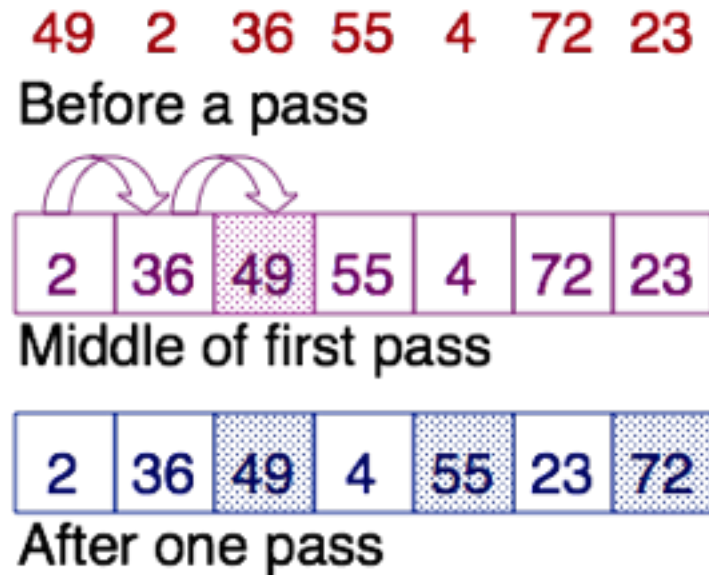 49 2 36 55 4 72 23
Before a pass
2 36 49 55 4 72 23
Middle of first pass
2 36 49 4 55 23 72
After one pass